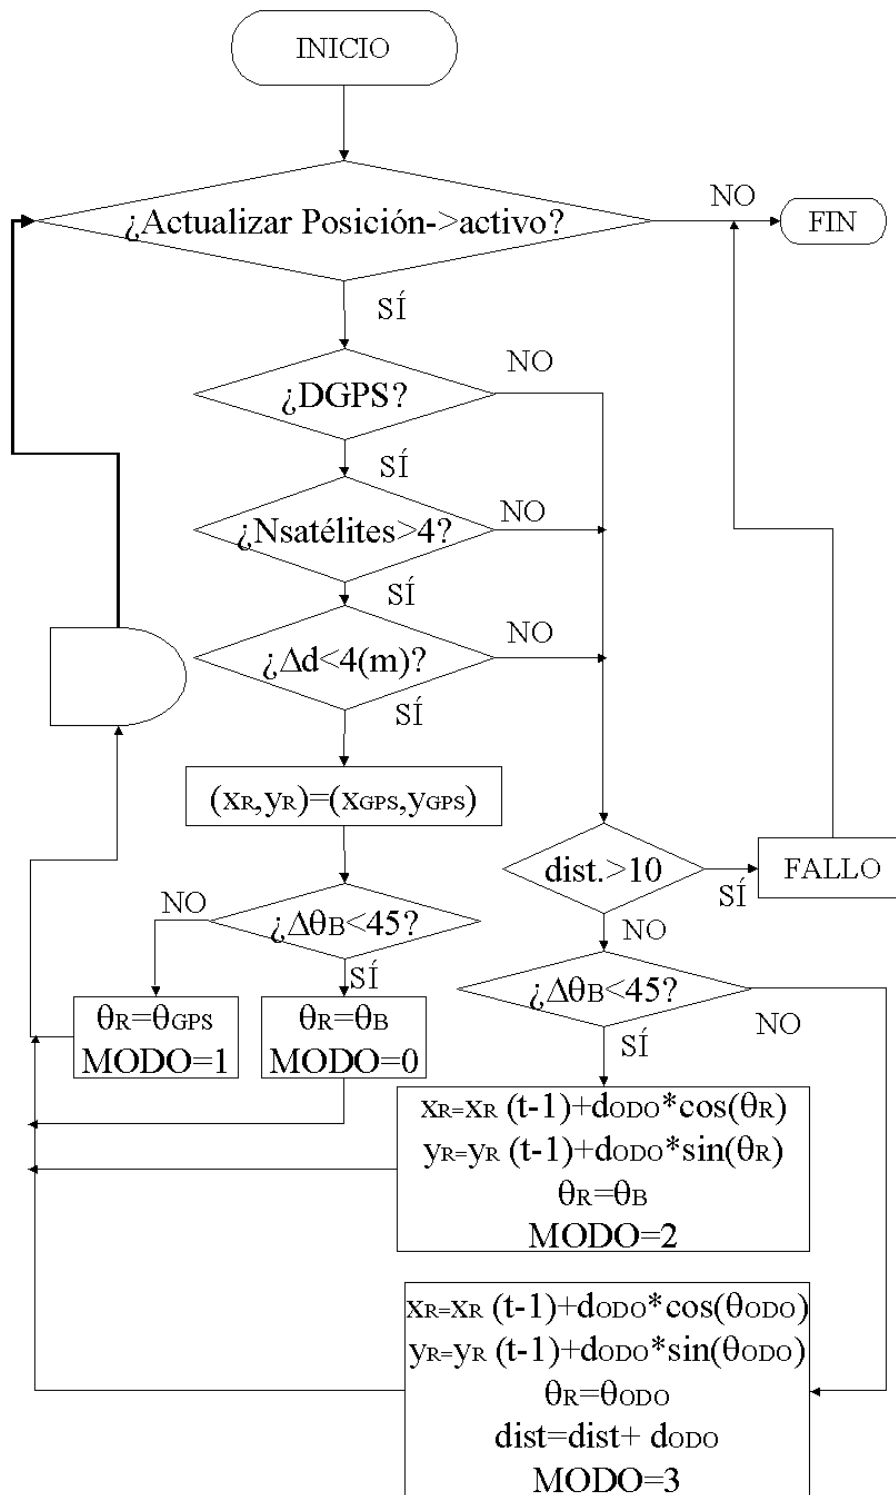 INICIO
¿Actualizar Posición->activo?
NO
FIN
SÍ
¿DGPS?
NO
SÍ
¿Nsatélites>4?
NO
SÍ
¿Δd<4(m)?
NO
SÍ
(xR,yR)=(xGPS,yGPS)
dist.>10
SÍ
FALLO
NO
¿ΔθB<45?
NO
SÍ
θR=θGPS
MODO=1
θR=θB
MODO=0
NO
¿ΔθB<45?
NO
SÍ
xR=xR (t-1)+dODO*cos(θR)
yR=yR (t-1)+dODO*sin(θR)
θR=θB
MODO=2
xR=xR (t-1)+dODO*cos(θODO)
yR=yR (t-1)+dODO*sin(θODO)
θR=θODO
dist=dist+ dODO
MODO=3